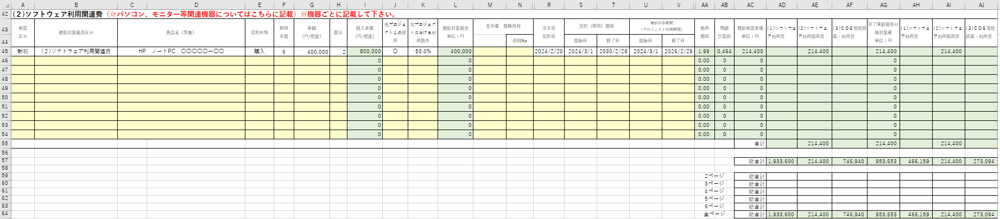 A B C D E F G H I J K L M N R S T U V AA AB AC AD AE AF AG AH AI AJ
42 (2)ソフトウェア利用関連費 (※パソコン、モニター等関連機器についてはこちらに記載) ※機器ごとに記載して下さい。
43 44
申請
区分
補助対象経費区分
商品名（型番）
契約形態
耐用
年数
単価
（円/税抜）
数量
購入金額
（円/税抜）
他プロジェ
クトとの併
用
当プロジェク
トにおける利
用割合
補助対象経費
単位：円
支出額 根拠資料
資料No
注文日
契約日
契約（耐用）期間
開始日 終了日
補助対象期間
（プロジェクト利用期間）
開始日 終了日
使用
期間
残価
計算値
補助申請金額
単位：円
(1)ソフトウェ
ア利用費
(2)ソフトウェ
ア利用関連費
(3)CDE環境構
築・利用費
完了実績報告以
降対象額
単位：円
(1)ソフトウェ
ア利用費
(2)ソフトウェ
ア利用関連費
(3)CDE環境
構築・利用費
45 新規 (2)ソフトウェア利用関連費 HP ノートPC 〇〇〇〇〇ー〇〇 購入 6 400,000 2 800,000 〇 50.0% 400,000 2024/2/20 2024/3/1 2030/2/28 2024/3/1 2026/2/28 1.99 0.464 214,400 214,400 214,400 214,400
46 0 0 0.00 0 0 0
47 0 0 0.00 0 0 0
48 0 0 0.00 0 0 0
49 0 0 0.00 0 0 0
50 0 0 0.00 0 0 0
51 0 0 0.00 0 0 0
52 0 0 0.00 0 0 0
53 0 0 0.00 0 0 0
54 0 0 0.00 0 0 0
55 合計 214,400 214,400 214,400
56
57 総合計 1,933,600 214,400 746,940 953,653 466,159 214,400 273,094
58
59 2ページ 総合計
60 3ページ 総合計
61 4ページ 総合計
62 5ページ 総合計
63 6ページ 総合計
64 全ページ 総合計 1,933,600 214,400 746,940 953,653 466,159 214,400 273,094